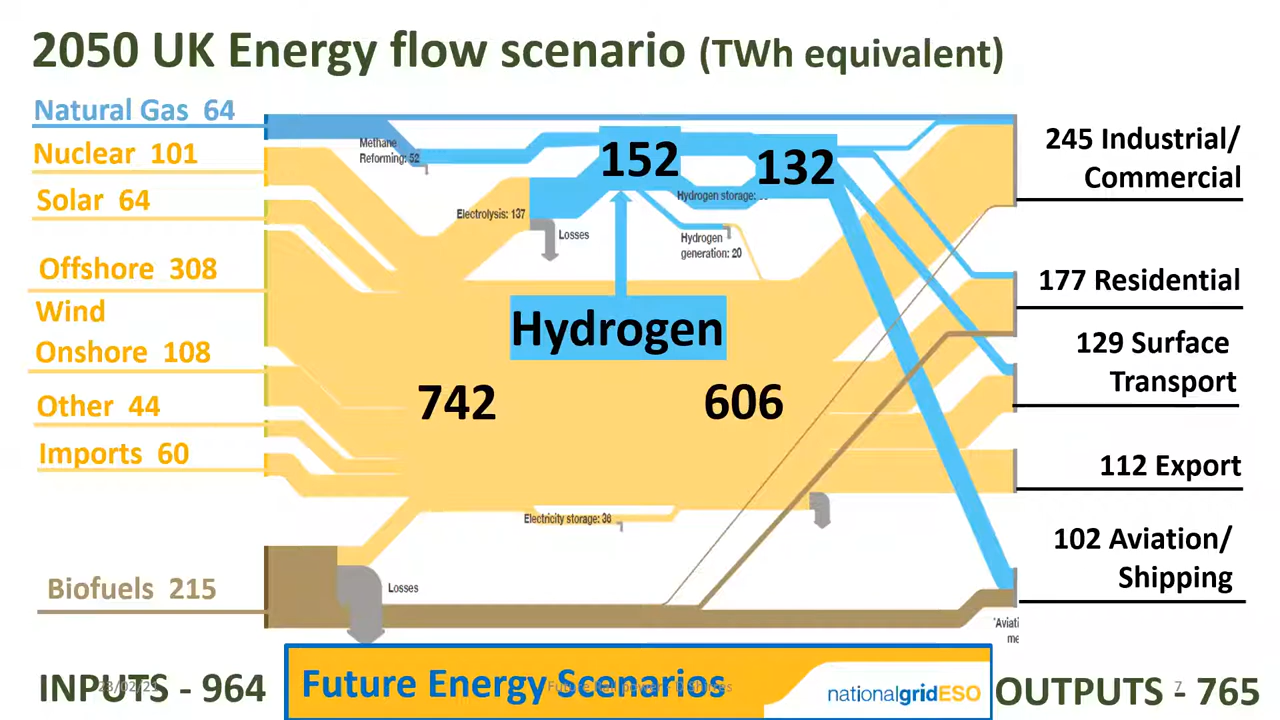 2050 UK Energy flow scenario (TWh equivalent)
Natural Gas 64
Nuclear 101
Solar 64
Offshore 308
Wind
Onshore 108
Other 44
Imports 60
Biofuels 215
Methane
Reforming: 52
152
132
Electrolysis: 137
Losses
Hydrogen storage:
Hydrogen
generation: 20
Hydrogen
742
606
Electricity storage: 38
Losses
245 Industrial/
Commercial
177 Residential
129 Surface
Transport
112 Export
102 Aviation/
Shipping
INPUTS - 964
Future Energy Scenarios
nationalgridESO
OUTPUTS - 765
7